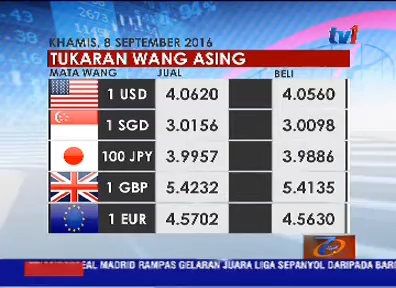 KHAMIS, 8 SEPTEMBER 2016
tv1
TUKARAN WANG ASING
MATA WANG JUAL BELI
1 USD 4.0620 4.0560
1 SGD 3.0156 3.0098
100 JPY 3.9957 3.9886
1 GBP 5.4232 5.4135
1 EUR 4.5702 4.5630
REAL MADRID RAMPAS GELARAN JUARA LIGA SEPANYOL DARIPADA